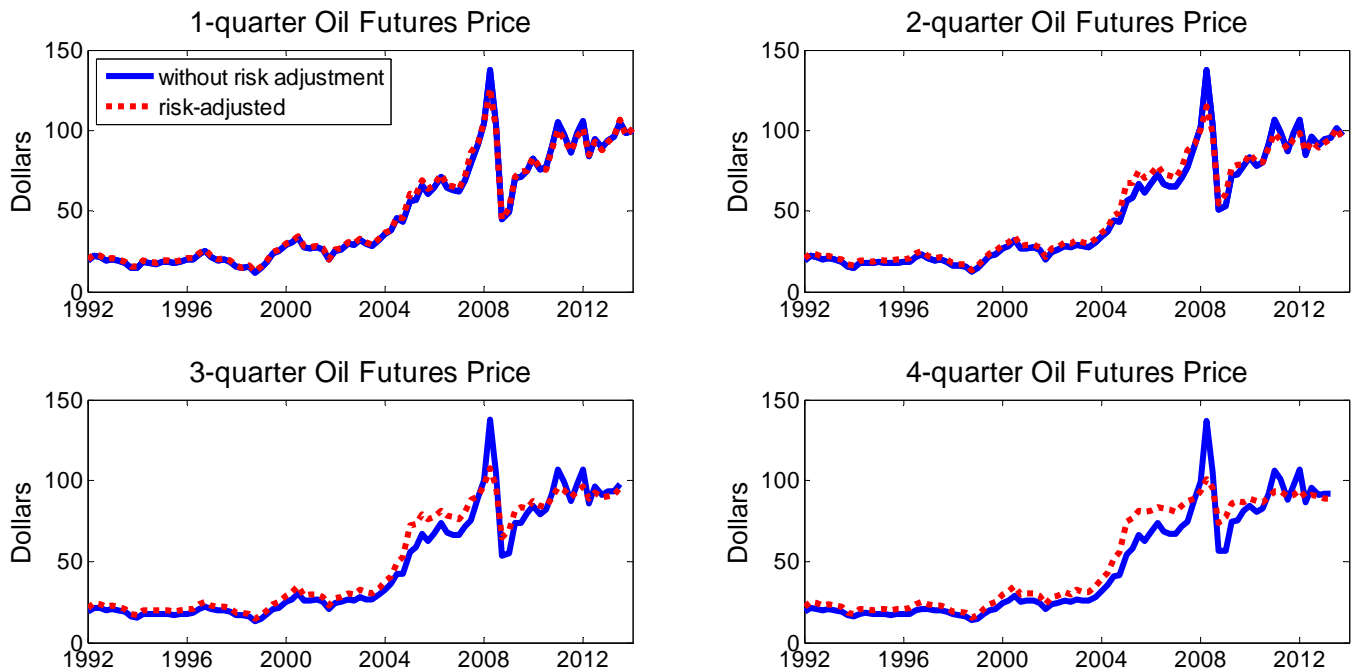 1-quarter Oil Futures Price
150
100
50
0
Dollars
without risk adjustment
risk-adjusted
1992 1996 2000 2004 2008 2012
2-quarter Oil Futures Price
150
100
50
0
1992 1996 2000 2004 2008 2012
3-quarter Oil Futures Price
150
100
50
0
Dollars
1992 1996 2000 2004 2008 2012
4-quarter Oil Futures Price
150
100
50
0
Dollars
1992 1996 2000 2004 2008 2012